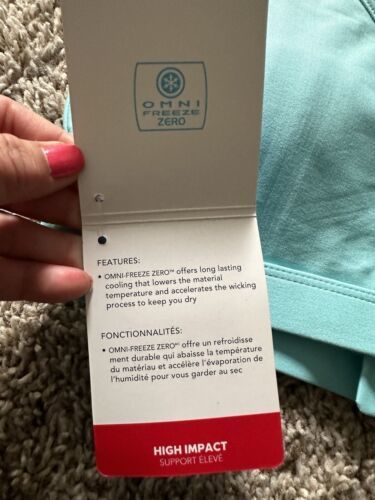 OMNI
FREEZE
ZERO
FEATURES:
• OMNI-FREEZE ZERO™ offers long lasting
cooling that lowers the material
temperature and accelerates the wicking
process to keep you dry
FONCTIONNALITÉS:
• OMNI-FREEZE ZEROᴹᶜ offre un refroidisse
ment durable qui abaisse la température
du matériau et accélère l'évaporation de
l'humidité pour vous garder au sec
HIGH IMPACT
SUPPORT ÉLEVÉ